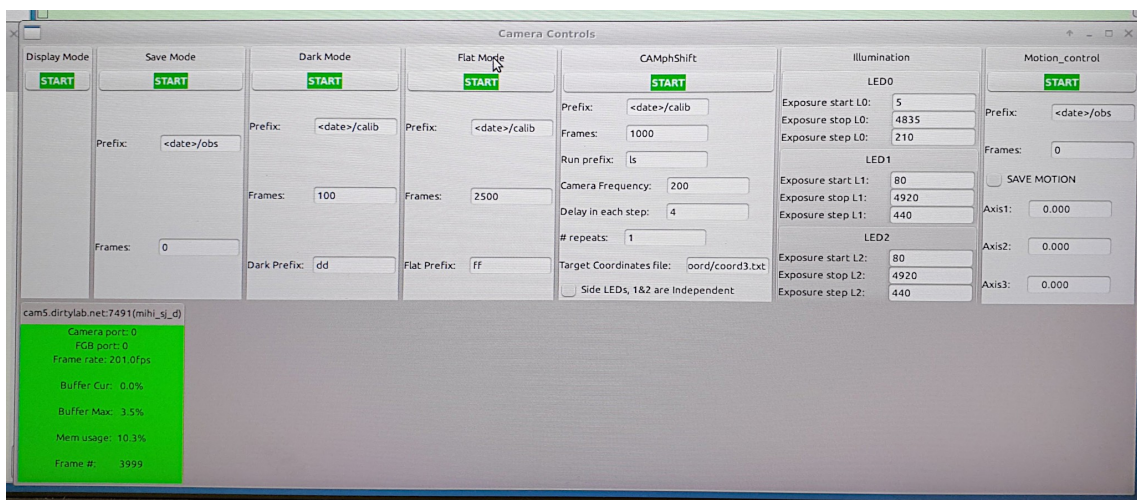 Camera Controls
Display Mode
START
Save Mode
START
Prefix: <date>/obs
Frames: 0
Dark Mode
START
Prefix: <date>/calib
Frames: 100
Dark Prefix: dd
Flat Mode
START
Prefix: <date>/calib
Frames: 2500
Flat Prefix: ff
CAMphShift
START
Prefix: <date>/calib
Frames: 1000
Run prefix: ls
Camera Frequency: 200
Delay in each step: 4
# repeats: 1
Target Coordinates file: oord/coord3.txt
Side LEDs, 1&2 are Independent
Illumination
LED0
Exposure start L0: 5
Exposure stop L0: 4835
Exposure step L0: 210
LED1
Exposure start L1: 80
Exposure stop L1: 4920
Exposure step L1: 440
LED2
Exposure start L2: 80
Exposure stop L2: 4920
Exposure step L2: 440
Motion_control
START
Prefix: <date>/obs
Frames: 0
SAVE MOTION
Axis1: 0.000
Axis2: 0.000
Axis3: 0.000
cam5.dirtylab.net:7491(mihi_sj_d)
Camera port: 0
FGB port: 0
Frame rate: 201.0fps
Buffer Cur: 0.0%
Buffer Max: 3.5%
Mem usage: 10.3%
Frame #: 3999